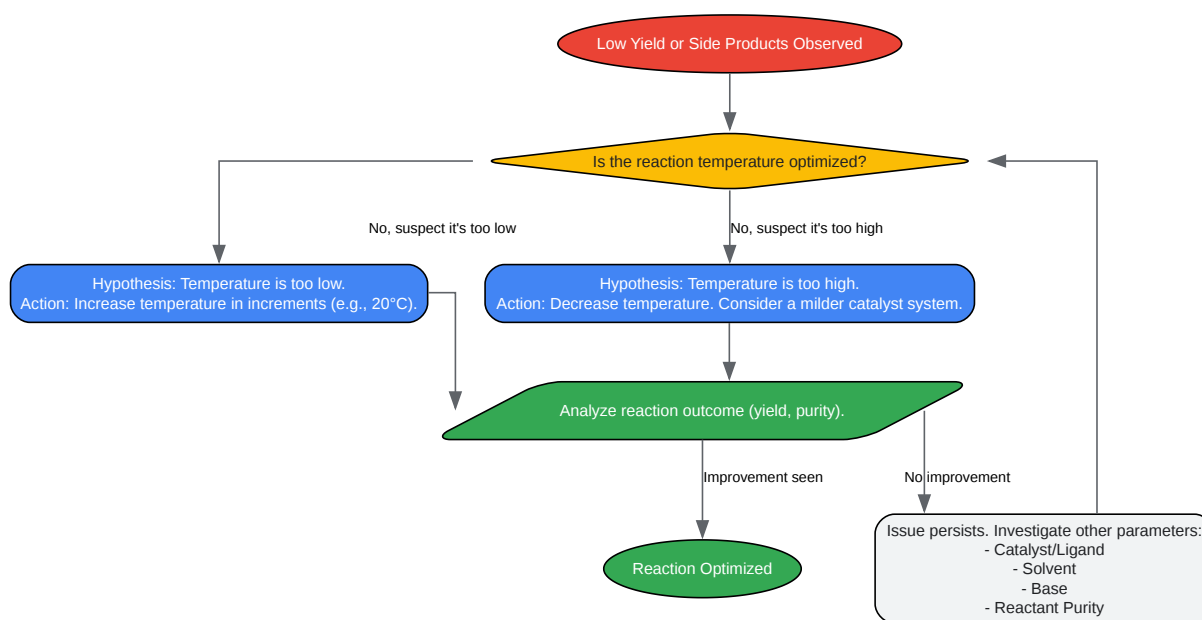 Low Yield or Side Products Observed
Is the reaction temperature optimized?
No, suspect it's too low
No, suspect it's too high
Hypothesis: Temperature is too low.
Action: Increase temperature in increments (e.g., 20°C).
Hypothesis: Temperature is too high.
Action: Decrease temperature. Consider a milder catalyst system.
Analyze reaction outcome (yield, purity).
Improvement seen
No improvement
Reaction Optimized
Issue persists. Investigate other parameters:
- Catalyst/Ligand
- Solvent
- Base
- Reactant Purity